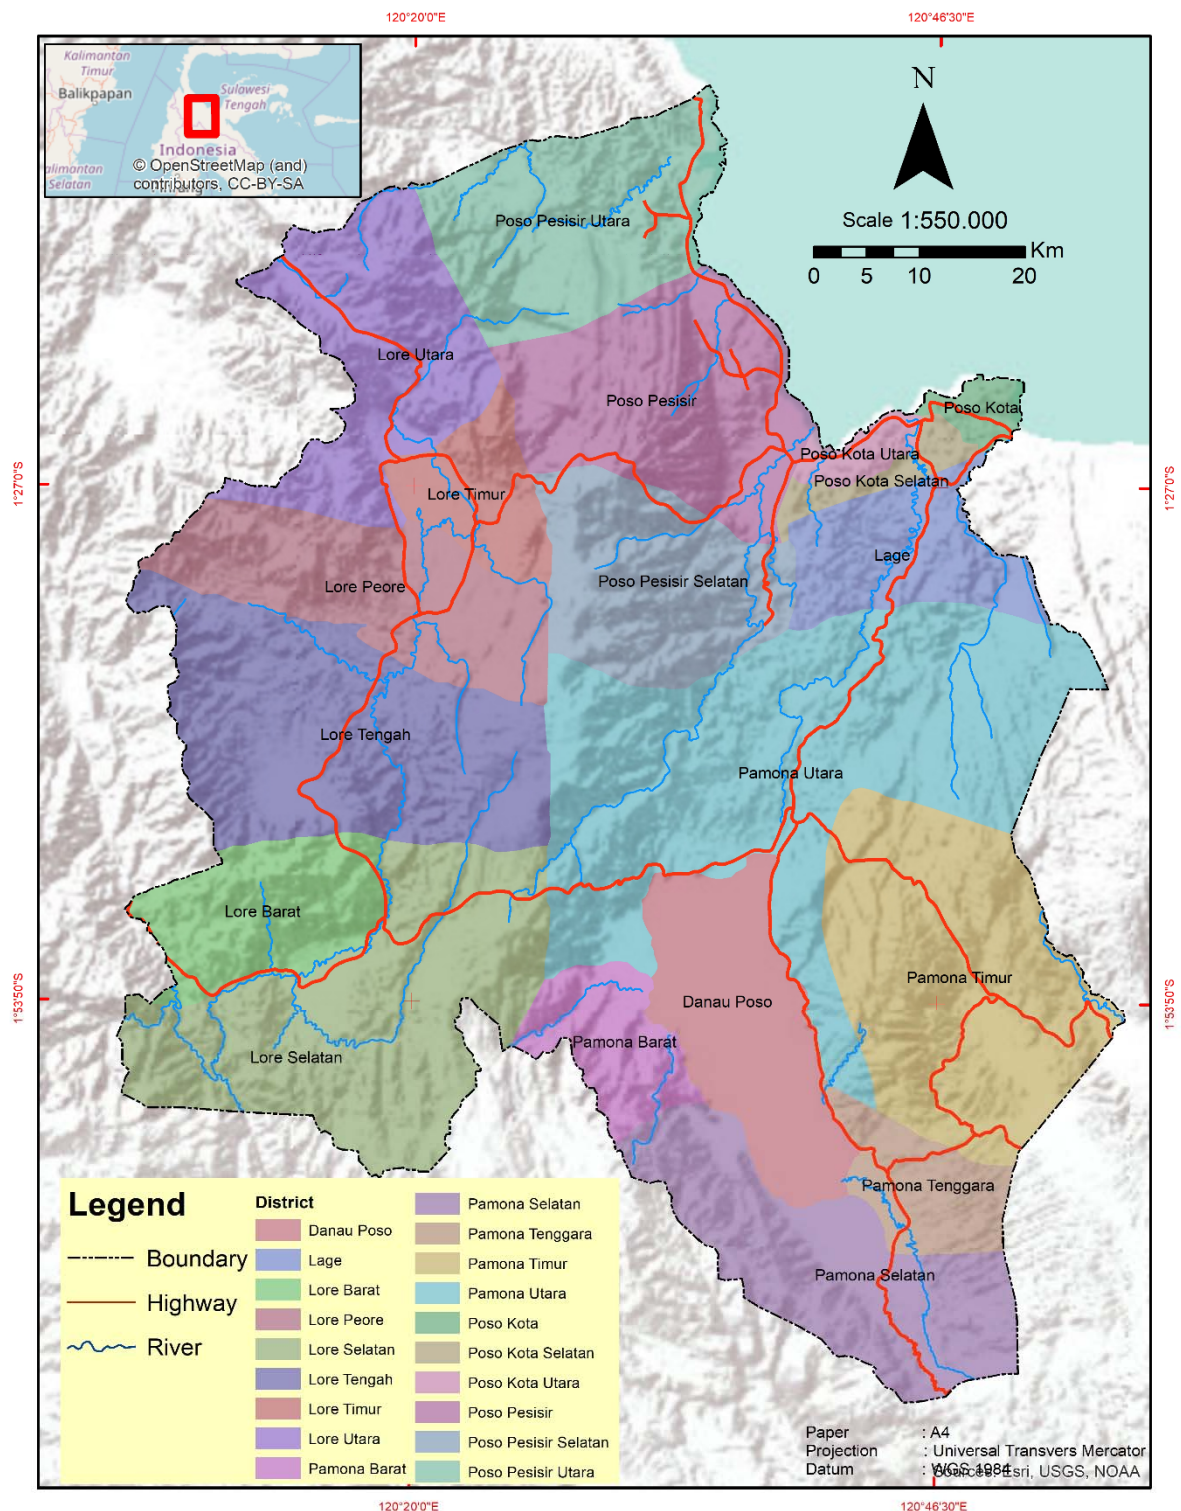 120°20'0"E
120°46'30"E
Kalimantan
Timur
Balikpapan
Sulawesi
Tengah
Indonesia
© OpenStreetMap (and)
contributors, CC-BY-SA
alimantan
Selatan
N
Scale 1:550.000
Km
0 5 10 20
Poso Pesisir Utara
Lore Utara
Poso Pesisir
Poso Kota
Poso Kota Utara
Poso Kota Selatan
Lore Timur
1°27'0"S
1°27'0"S
Lage
Poso Pesisir Selatan
Lore Peore
Lore Tengah
Pamona Utara
Lore Barat
Pamona Timur
Danau Poso
1°53'50"S
1°53'50"S
Pamona Barat
Lore Selatan
Pamona Tenggara
Pamona Selatan
Legend
Boundary
Highway
River
District
Danau Poso
Lage
Lore Barat
Lore Peore
Lore Selatan
Lore Tengah
Lore Timur
Lore Utara
Pamona Barat
Pamona Selatan
Pamona Tenggara
Pamona Timur
Pamona Utara
Poso Kota
Poso Kota Selatan
Poso Kota Utara
Poso Pesisir
Poso Pesisir Selatan
Poso Pesisir Utara
Paper : A4
Projection : Universal Transvers Mercator
Datum : WGS 1984
Sources: Esri, USGS, NOAA
120°20'0"E
120°46'30"E